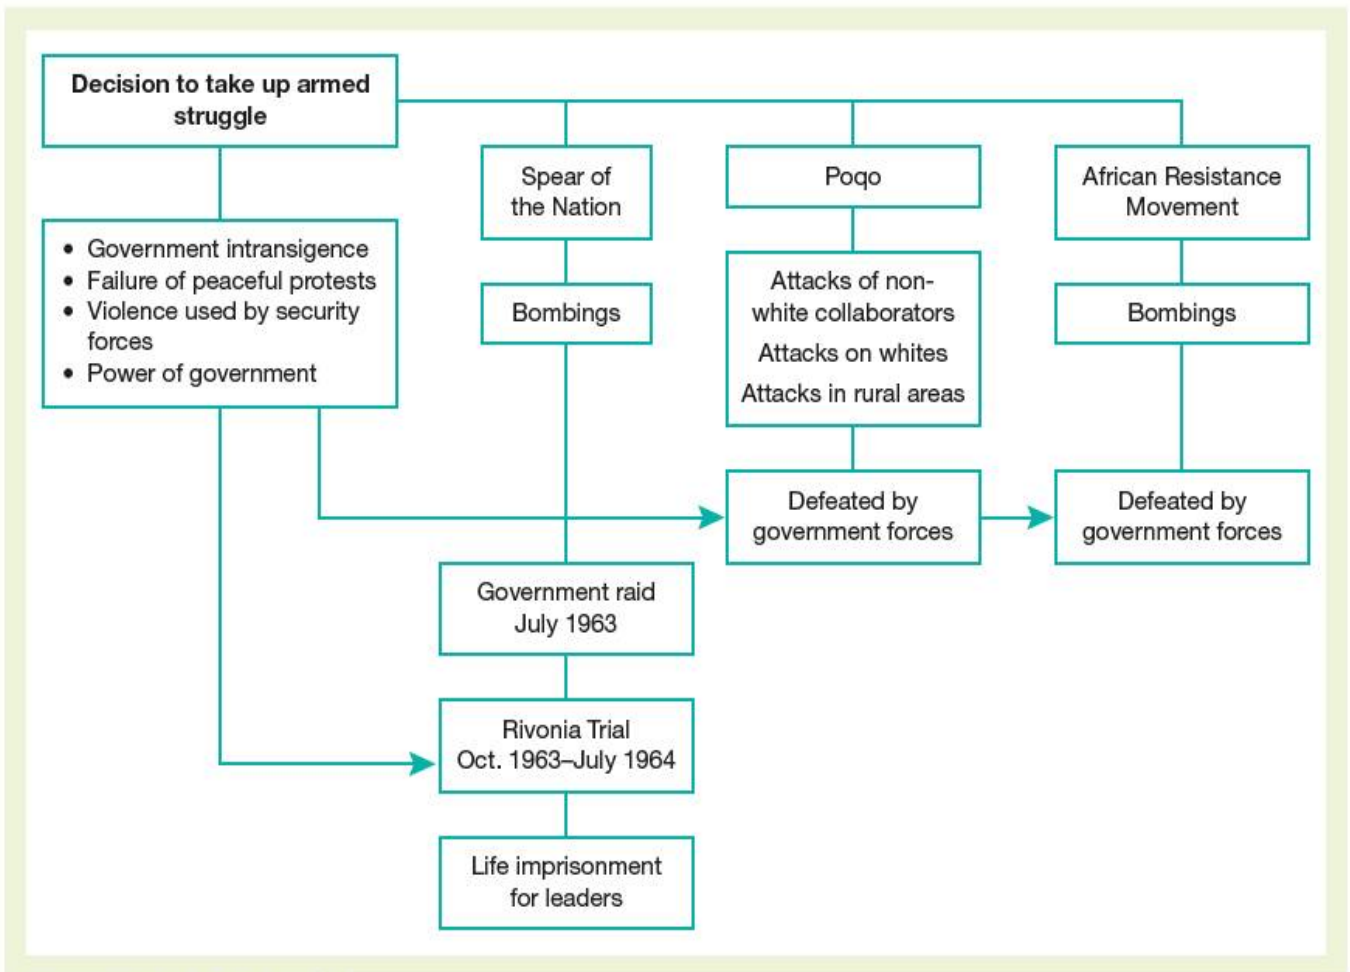 Decision to take up armed
struggle
• Government intransigence
• Failure of peaceful protests
• Violence used by security
forces
• Power of government
Spear of
the Nation
Bombings
Government raid
July 1963
Rivonia Trial
Oct. 1963–July 1964
Life imprisonment
for leaders
Poqo
Attacks of non-
white collaborators
Attacks on whites
Attacks in rural areas
Defeated by
government forces
African Resistance
Movement
Bombings
Defeated by
government forces